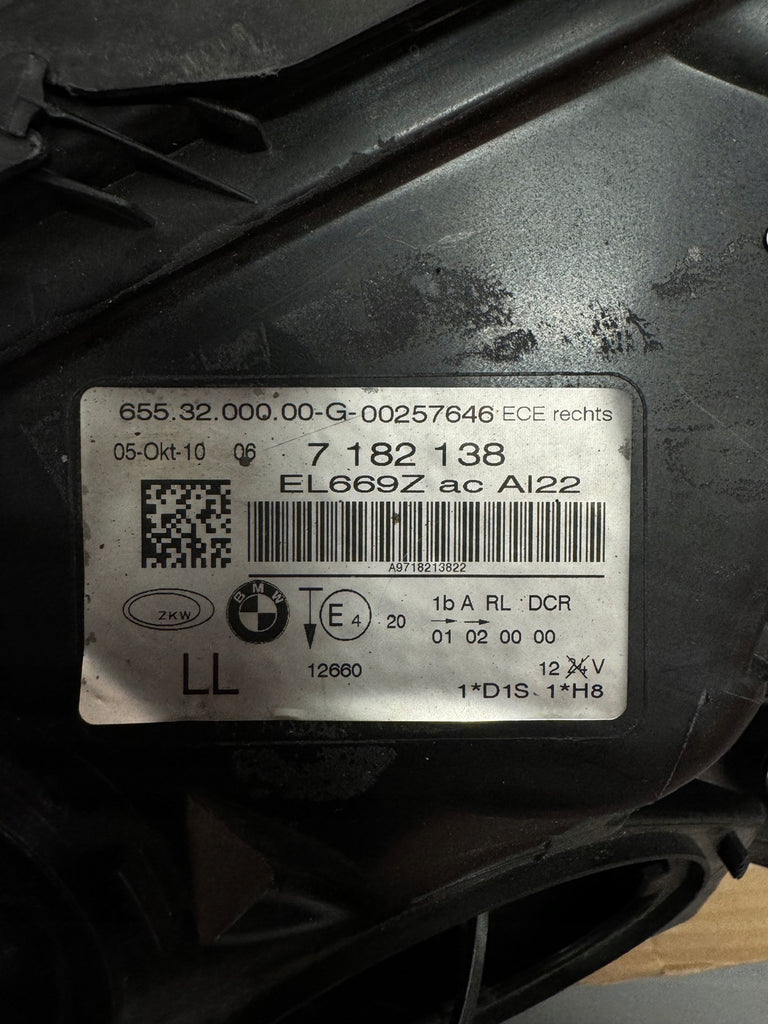 655.32.000.00-G-00257646 ECE rechts
05-Okt-10 06 7 182 138
EL669Z ac AI22
A9718213822
ZKW BMW E4 20 1b A RL DCR
01 02 00 00
LL 12660 12 24 V
1*D1S 1*H8